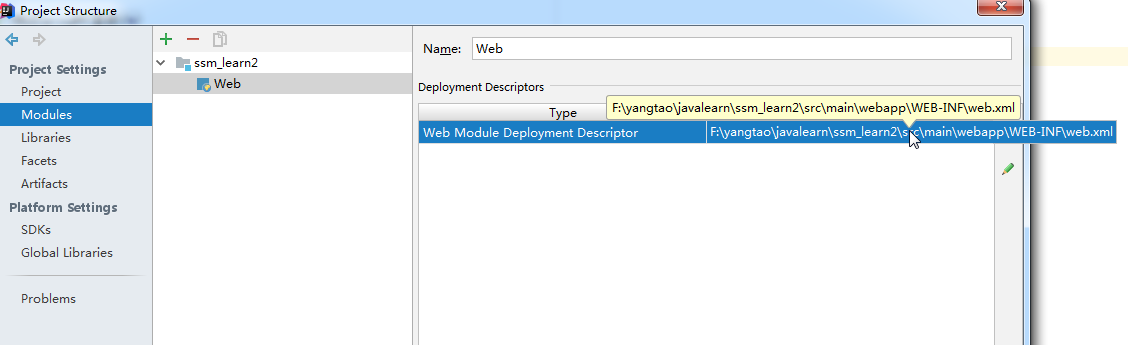 Project Structure
Project Settings
Project
Modules
Libraries
Facets
Artifacts
Platform Settings
SDKs
Global Libraries
Problems
ssm_learn2
Web
Name: Web
Deployment Descriptors
F:\yangtao\javalearn\ssm_learn2\src\main\webapp\WEB-INF\web.xml
Type
Web Module Deployment Descriptor F:\yangtao\javalearn\ssm_learn2\src\main\webapp\WEB-INF\web.xml